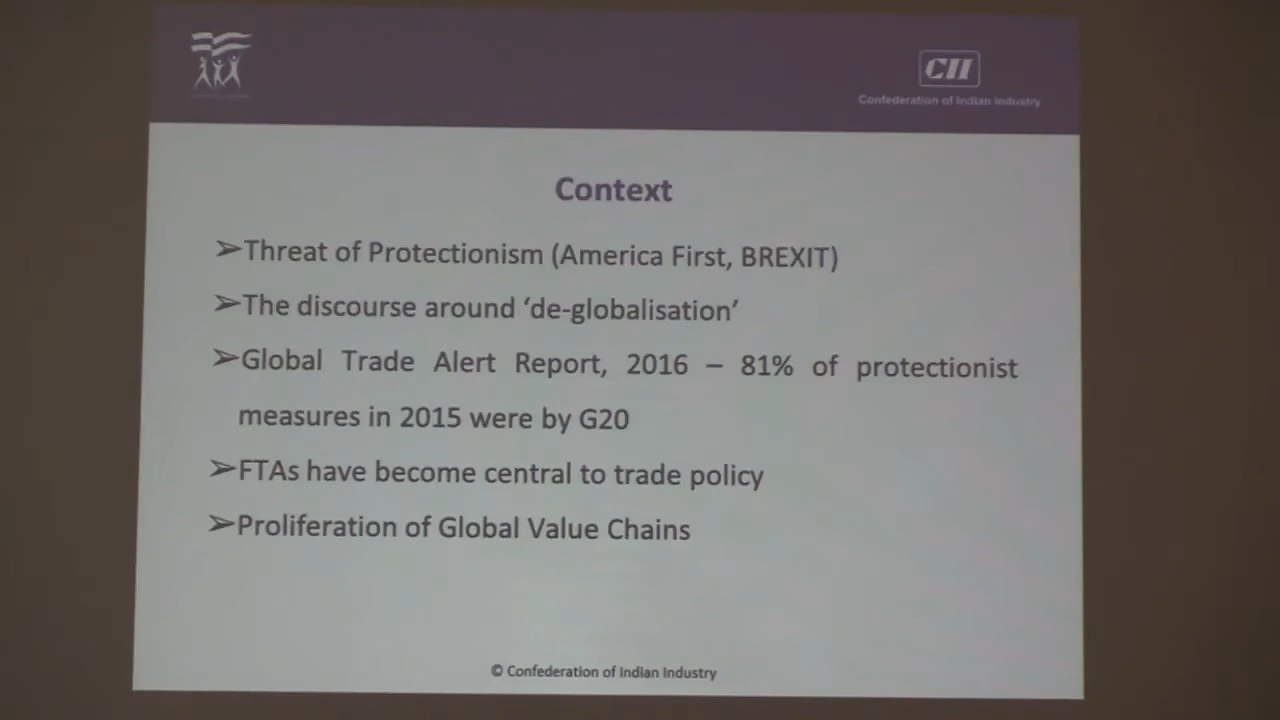 CII
Confederation of Indian Industry
Context
➢Threat of Protectionism (America First, BREXIT)
➢The discourse around ‘de-globalisation’
➢Global Trade Alert Report, 2016 – 81% of protectionist
measures in 2015 were by G20
➢FTAs have become central to trade policy
➢Proliferation of Global Value Chains
© Confederation of Indian Industry